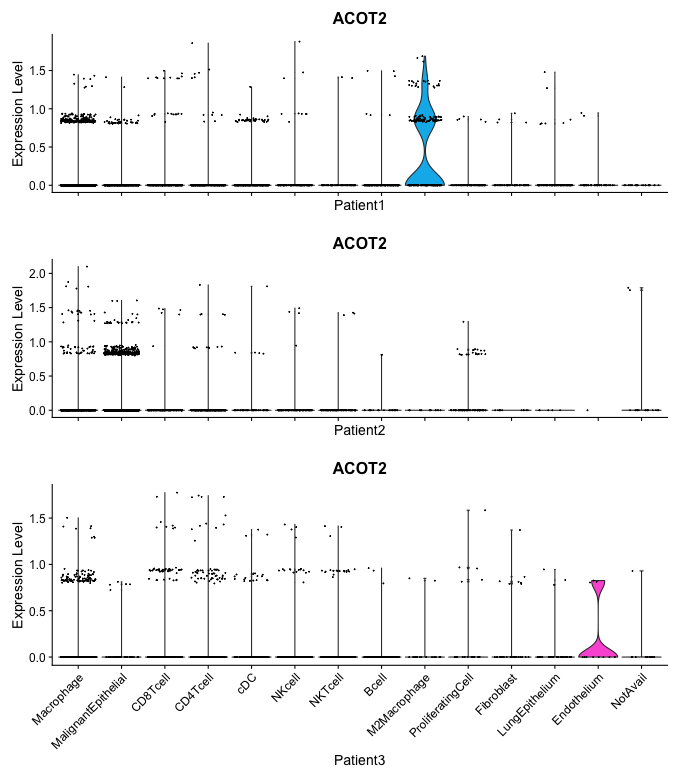 ACOT2
Expression Level
1.5
1.0
0.5
0.0
Patient1
ACOT2
Expression Level
2.0
1.5
1.0
0.5
0.0
Patient2
ACOT2
Expression Level
1.5
1.0
0.5
0.0
Macrophage
MalignantEpithelial
CD8Tcell
CD4Tcell
cDC
NKcell
NKTcell
Bcell
M2Macrophage
ProliferatingCell
Fibroblast
LungEpithelium
Endothelium
NotAvail
Patient3